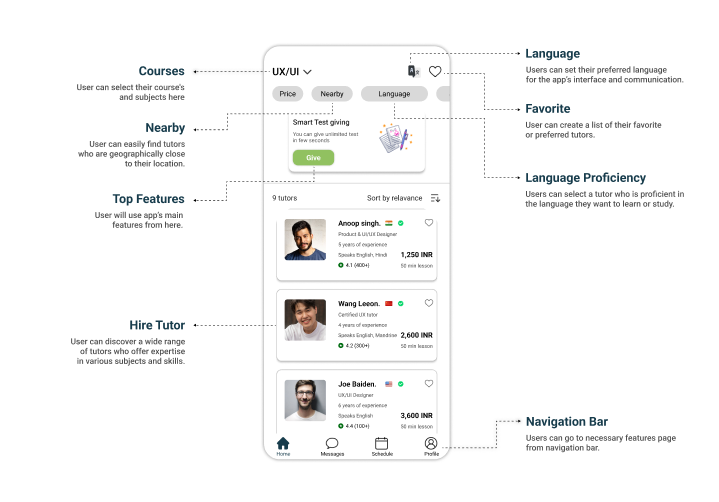 Courses
User can select their course's
and subjects here
Nearby
User can easily find tutors
who are geographically close
to their location.
Top Features
User will use app's main
features from here.
Hire Tutor
User can discover a wide range
of tutors who offer expertise
in various subjects and skills.
UX/UI
A
Price
Nearby
Language
Smart Test giving
You can give unlimited test
in few seconds
Give
9 tutors
Sort by relavance
Anoop singh.
Product & UI/UX Designer
5 years of experience
Speaks English, Hindi
1,250 INR
4.1 (400+)
50 min lesson
Wang Leeon.
Certified UX tutor
4 years of experience
Speaks English, Mandrine
2,600 INR
4.2 (300+)
50 min lesson
Joe Baiden.
UX/UI Designer
6 years of experience
Speaks English
3,600 INR
4.4 (100+)
50 min lesson
Home
Messages
Schedule
Profile
Language
Users can set their preferred language
for the app's interface and communication.
Favorite
User can create a list of their favorite
or preferred tutors.
Language Proficiency
Users can select a tutor who is proficient in
the language they want to learn or study.
Navigation Bar
Users can go to necessary features page
from navigation bar.